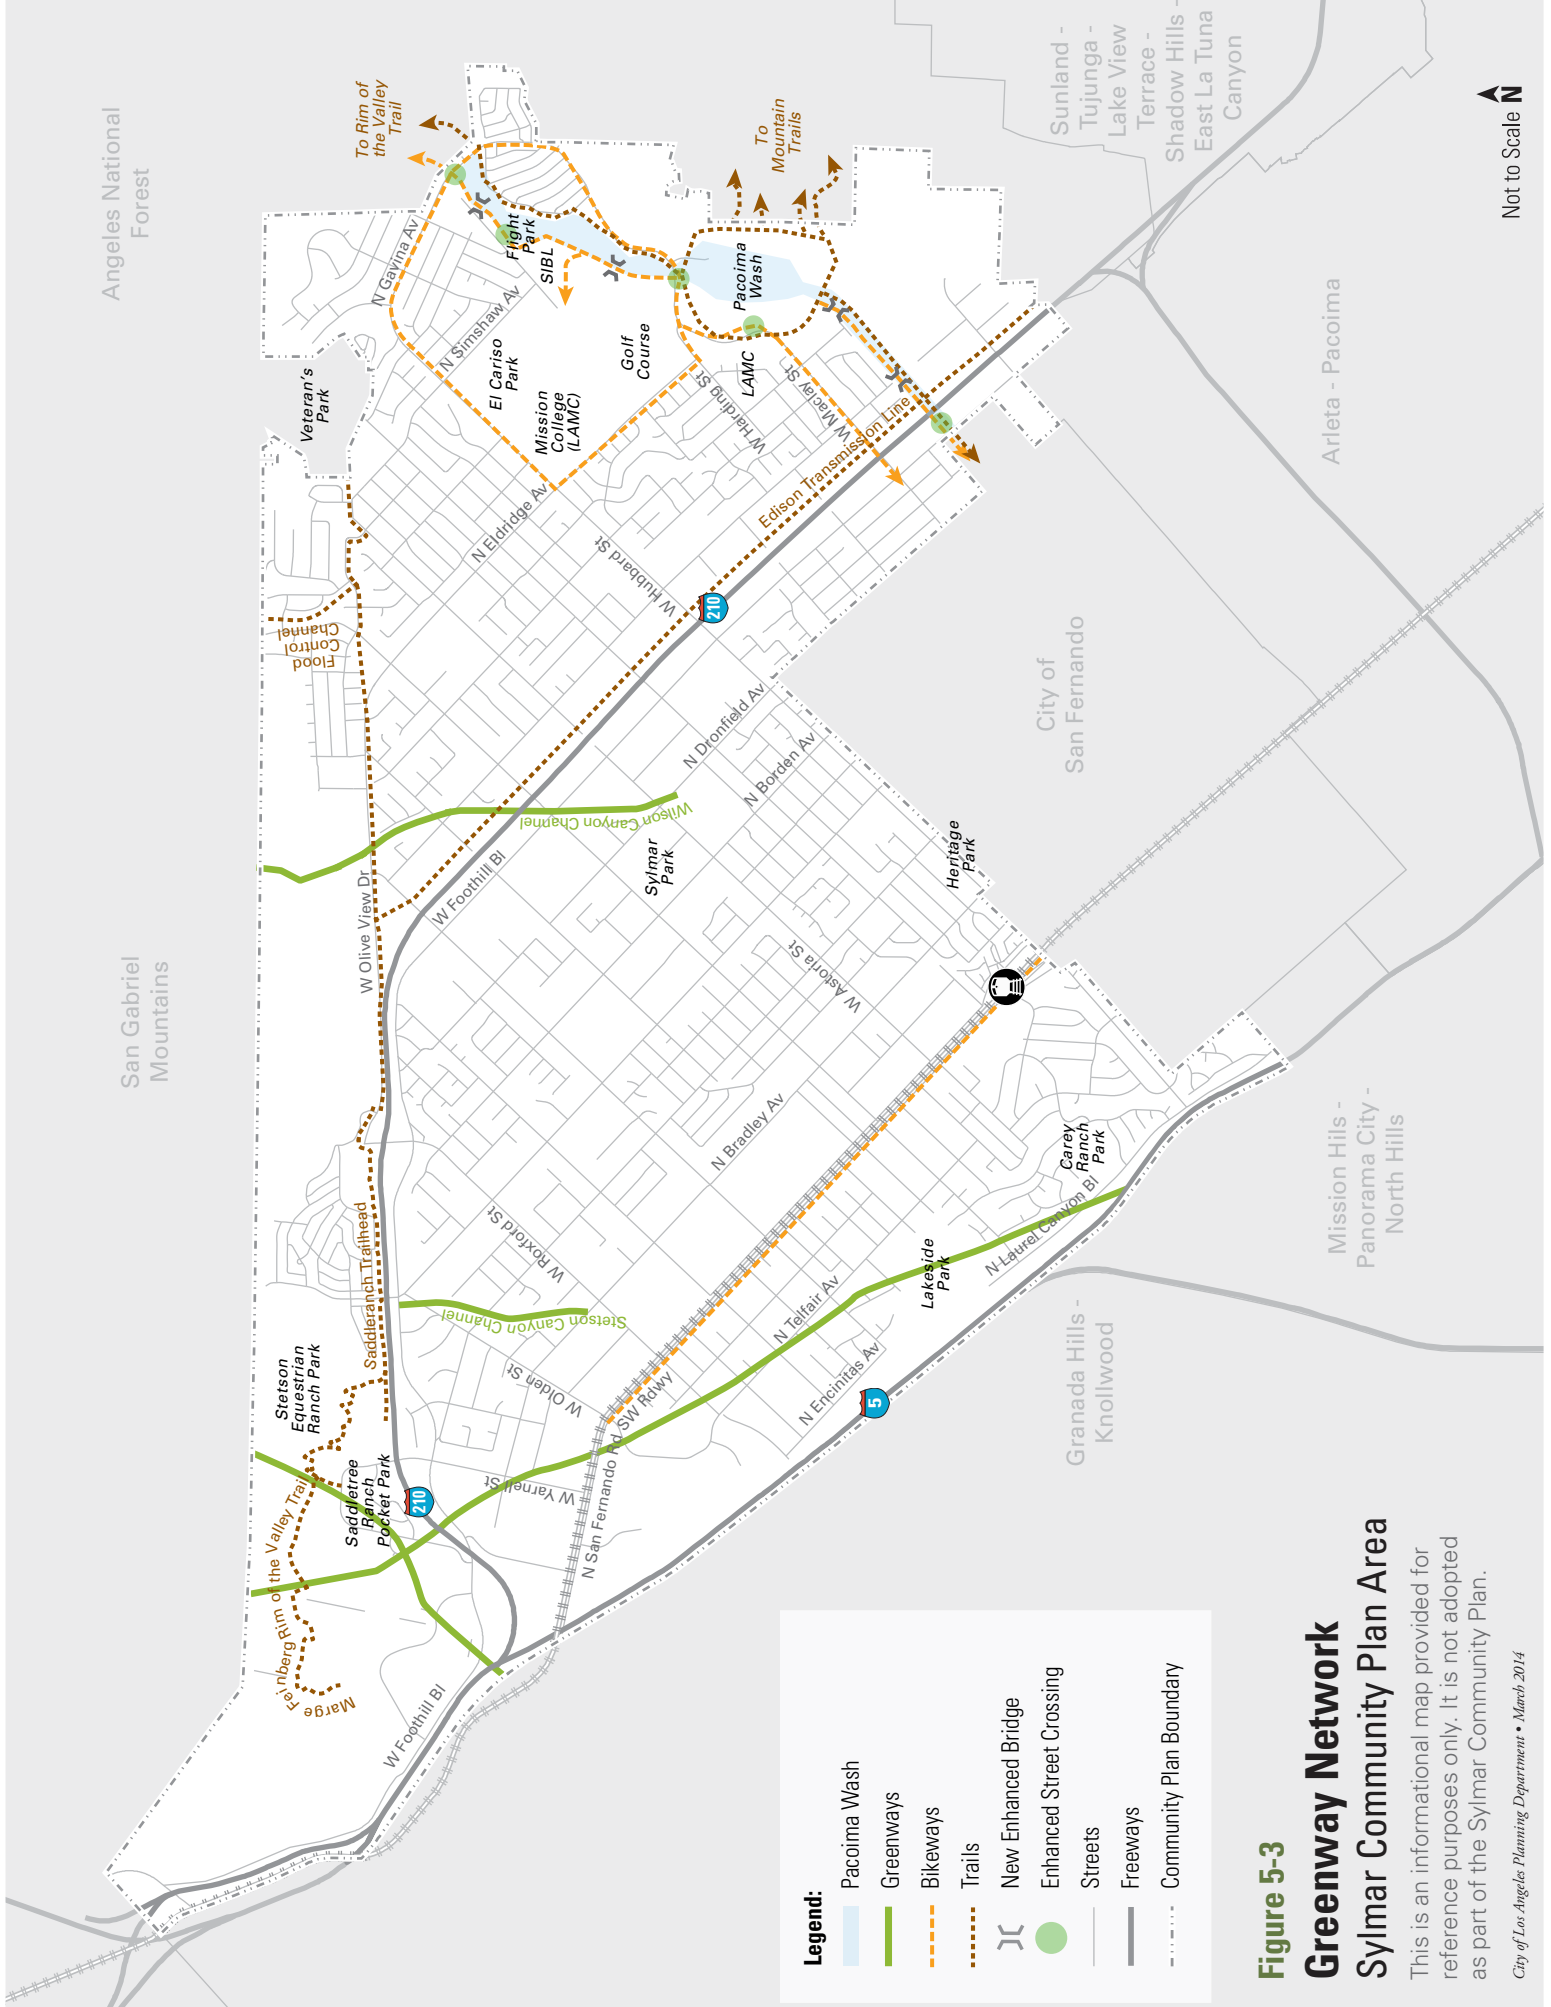 Angeles National
Forest
San Gabriel
Mountains
To Rim of
the Valley
Trail
To
Mountain
Trails
Sunland -
Tujunga -
Lake View
Terrace -
Shadow Hills -
East La Tuna
Canyon
Arleta - Pacoima
City of
San Fernando
Mission Hils -
Panorama City -
North Hills
Granada Hills -
Knollwood
Veteran's
Park
N Gavina Av
N Simshaw Av
El Cariso
Park
Mission
College
(LAMC)
Flight
Park
SIBL
Golf
Course
Pacoima
Wash
LAMC
W Harding St
W Maclay St
Edison Transmission Line
N Eldridge Av
W Hubbard St
210
Flood
Control
Channel
W Olive View Dr
Wilson Canyon Channel
W Foothill Bl
Sylmar
Park
N Dronfield Av
N Borden Av
Heritage
Park
W Astoria St
N Bradley Av
Saddleranch Trailhead
W Roxford St
Stetson Canyon Channel
W Olden St
Stetson
Equestrian
Ranch Park
Saddletree
Ranch
Pocket Park
210
Marge Feinberg Rim of the Valley Trail
W Yarnell St
N San Fernando Rd
SW Rdwy
N Telfair Av
N Encinitas Av
Lakeside
Park
N Laurel Canyon Bl
Carey
Ranch
Park
5
W Foothill Bl
Legend:
Pacoima Wash
Greenways
Bikeways
Trails
New Enhanced Bridge
Enhanced Street Crossing
Streets
Freeways
Community Plan Boundary
Figure 5-3
Greenway Network
Sylmar Community Plan Area
This is an informational map provided for
reference purposes only. It is not adopted
as part of the Sylmar Community Plan.
City of Los Angeles Planning Department • March 2014
Not to Scale N